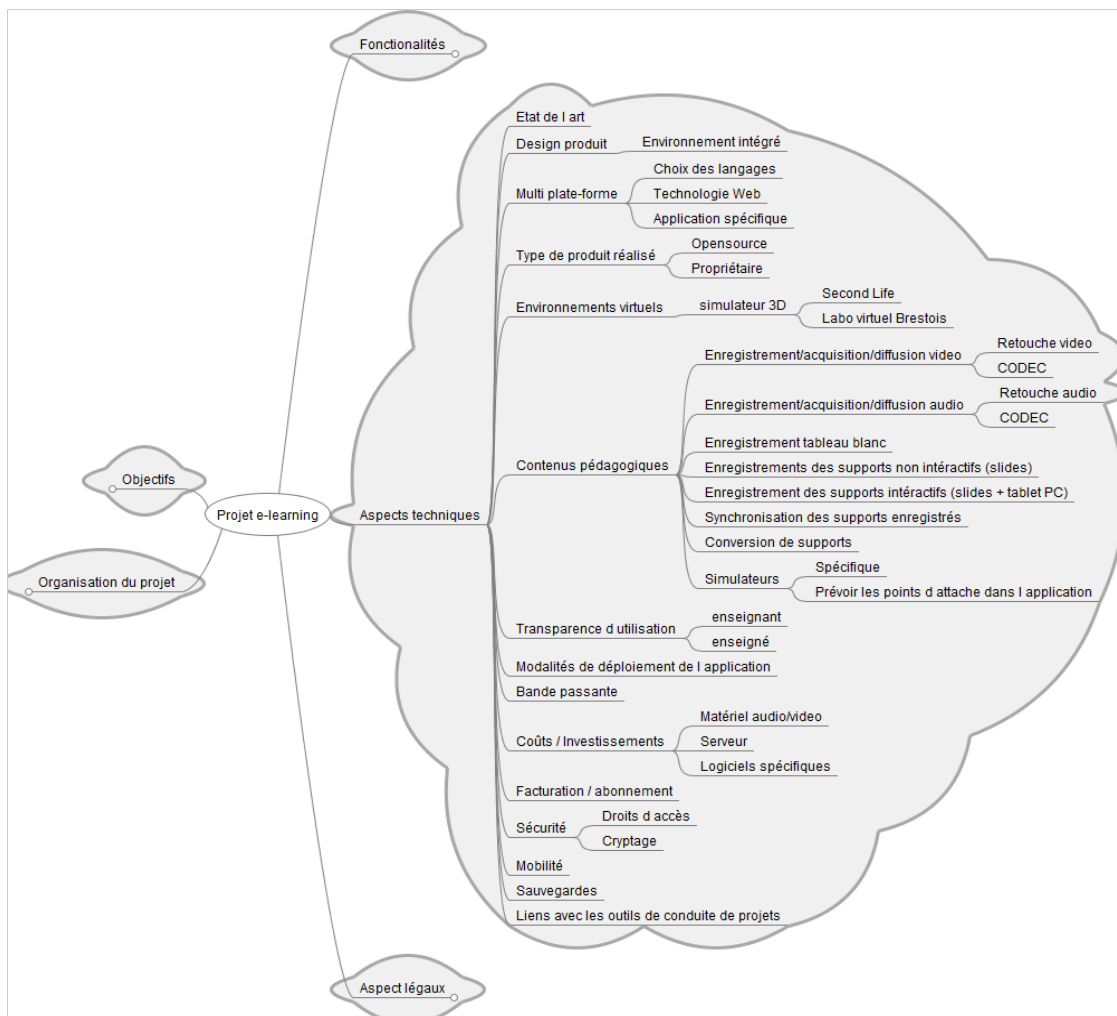 Fonctionalités
Etat de l art
Design produit
Environnement intégré
Multi plate-forme
Choix des langages
Technologie Web
Application spécifique
Type de produit réalisé
Opensource
Propriétaire
Environnements virtuels
simulateur 3D
Second Life
Labo virtuel Brestois
Contenus pédagogiques
Enregistrement/acquisition/diffusion video
Retouche video
CODEC
Enregistrement/acquisition/diffusion audio
Retouche audio
CODEC
Enregistrement tableau blanc
Enregistrements des supports non intéractifs (slides)
Enregistrement des supports intéractifs (slides + tablet PC)
Synchronisation des supports enregistrés
Conversion de supports
Simulateurs
Spécifique
Prévoir les points d attache dans l application
Objectifs
Projet e-learning
Aspects techniques
Organisation du projet
Transparence d utilisation
enseignant
enseigné
Modalités de déploiement de l application
Bande passante
Coûts / Investissements
Matériel audio/video
Serveur
Logiciels spécifiques
Facturation / abonnement
Sécurité
Droits d accès
Cryptage
Mobilité
Sauvegardes
Liens avec les outils de conduite de projets
Aspect légaux